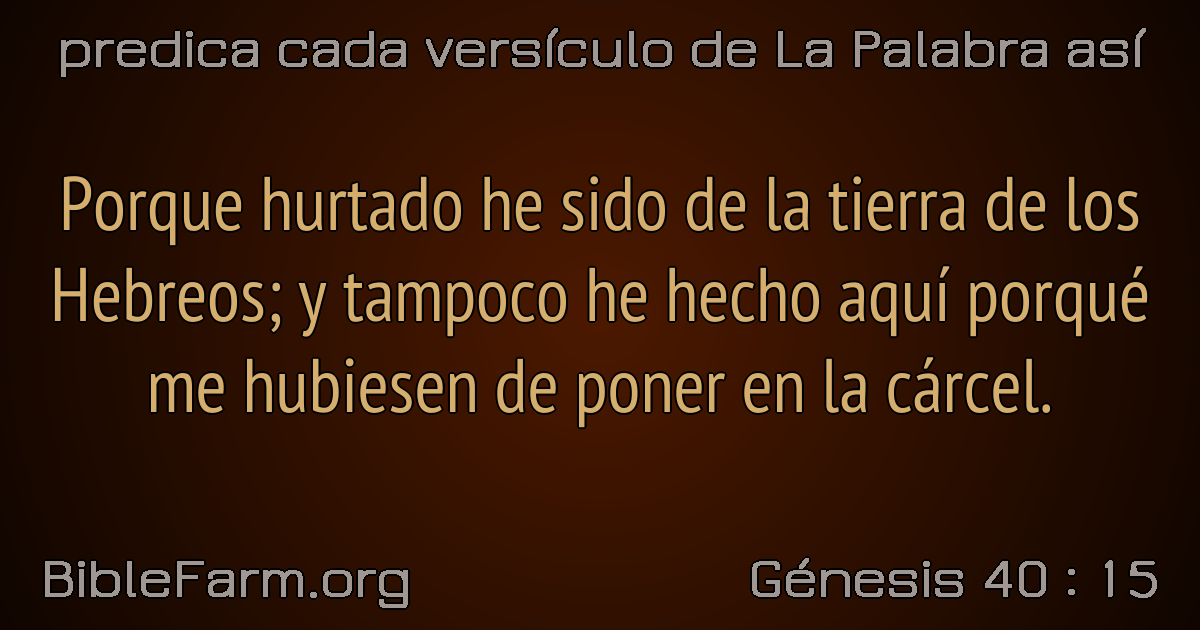 predica cada versículo de La Palabra así
Porque hurtado he sido de la tierra de los
Hebreos; y tampoco he hecho aquí porqué
me hubiesen de poner en la cárcel.
BibleFarm.org
Génesis 40 : 15